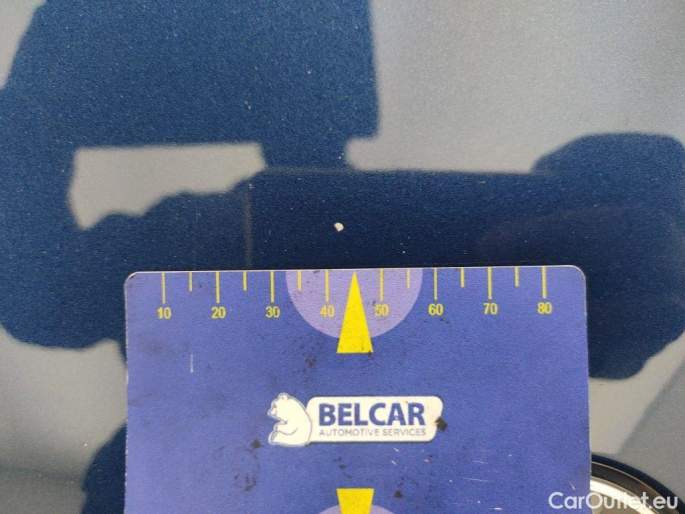 10 20 30 40 50 60 70 80
BELCAR
AUTOMOTIVE SERVICES
CarOutlet.eu